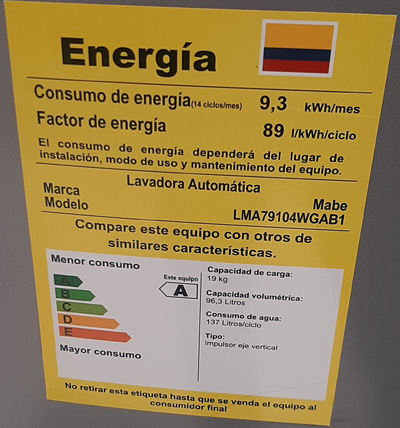 Energía
Consumo de energía(14 ciclos/mes) 9,3 kWh/mes
Factor de energía 89 l/kWh/ciclo
El consumo de energía dependerá del lugar de
instalación, modo de uso y mantenimiento del equipo.
Lavadora Automática
Marca Mabe
Modelo LMA79104WGAB1
Compare este equipo con otros de
similares características.
Menor consumo
A
B
C
D
E
Mayor consumo
Este equipo
A
Capacidad de carga:
19 kg
Capacidad volumétrica:
96,3 Litros
Consumo de agua:
137 Litros/ciclo
Tipo:
Impulsor eje vertical
No retirar esta etiqueta hasta que se venda el equipo al
consumidor final